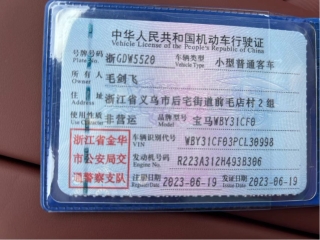 中华人民共和国机动车行驶证
Vehicle License of the People's Republic of China
号牌号码 浙GDW5520 车辆类型 小型普通客车
Plate No. Vehicle Type
所有人 毛剑飞
Owner
住址 浙江省义乌市后宅街道前毛店村2组
Address
使用性质 非营运 品牌型号 宝马WBY31CF0
Use Character Model
浙江省金华 车辆识别代号 WBY31CF03PCL30998
市公安局交 VIN
通警察支队 发动机号码 R223A312H493B306
Engine No.
注册日期 2023-06-19 发证日期 2023-06-19
Register Date Issue Date